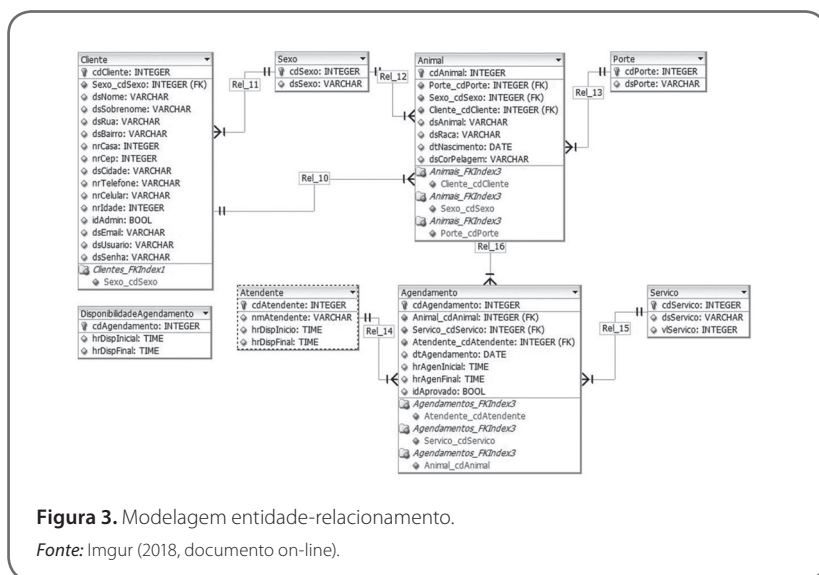 Cliente
cdCliente: INTEGER
Sexo_cdSexo: INTEGER (FK)
dsNome: VARCHAR
dsSobrenome: VARCHAR
dsRua: VARCHAR
dsBairro: VARCHAR
nrCasa: INTEGER
nrCep: INTEGER
dsCidade: VARCHAR
nrTelefone: VARCHAR
nrCelular: VARCHAR
nrIdade: INTEGER
idAdmin: BOOL
dsEmail: VARCHAR
dsUsuario: VARCHAR
dsSenha: VARCHAR
Clientes_FKIndex1
Sexo_cdSexo
Rel_11
Sexo
cdSexo: INTEGER
dsSexo: VARCHAR
Rel_12
Rel_10
Animal
cdAnimal: INTEGER
Porte_cdPorte: INTEGER (FK)
Sexo_cdSexo: INTEGER (FK)
Cliente_cdCliente: INTEGER (FK)
dsAnimal: VARCHAR
dsRaca: VARCHAR
dtNascimento: DATE
dsCorPelagem: VARCHAR
Animais_FKIndex3
Cliente_cdCliente
Animais_FKIndex3
Sexo_cdSexo
Animais_FKIndex3
Porte_cdPorte
Rel_13
Porte
cdPorte: INTEGER
dsPorte: VARCHAR
Rel_16
DisponibilidadeAgendamento
cdAgendamento: INTEGER
hrDispInicial: TIME
hrDispFinal: TIME
Atendente
cdAtendente: INTEGER
nmAtendente: VARCHAR
hrDispInicio: TIME
hrDispFinal: TIME
Rel_14
Agendamento
cdAgendamento: INTEGER
Animal_cdAnimal: INTEGER (FK)
Servico_cdServico: INTEGER (FK)
Atendente_cdAtendente: INTEGER (FK)
dtAgendamento: DATE
hrAgenInicial: TIME
hrAgenFinal: TIME
idAprovado: BOOL
Agendamentos_FKIndex3
Atendente_cdAtendente
Agendamentos_FKIndex3
Servico_cdServico
Agendamentos_FKIndex3
Animal_cdAnimal
Rel_15
Servico
cdServico: INTEGER
dsServico: VARCHAR
vlServico: INTEGER
Figura 3. Modelagem entidade-relacionamento.
Fonte: Imgur (2018, documento on-line).